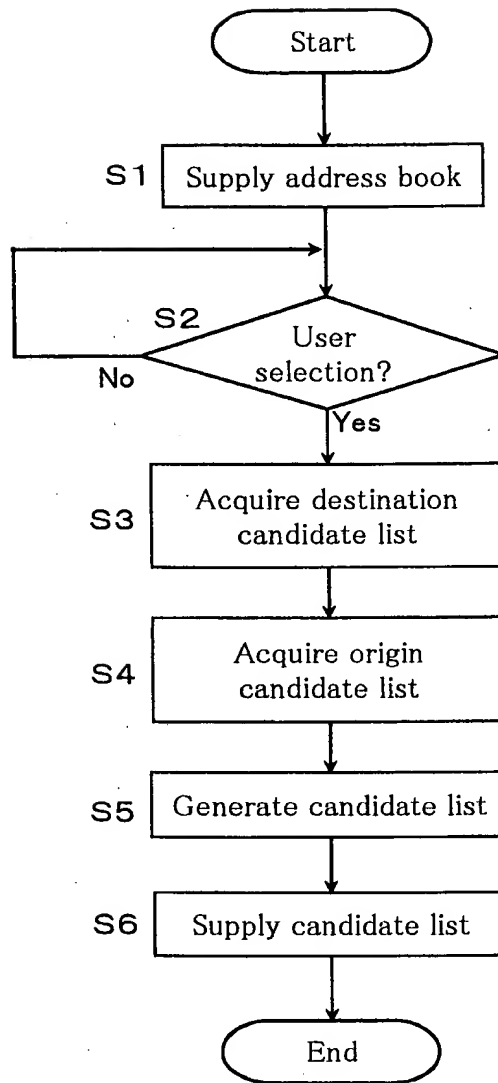 Start
S1
Supply address book
S2
User
selection?
No
Yes
S3
Acquire destination
candidate list
S4
Acquire origin
candidate list
S5
Generate candidate list
S6
Supply candidate list
End